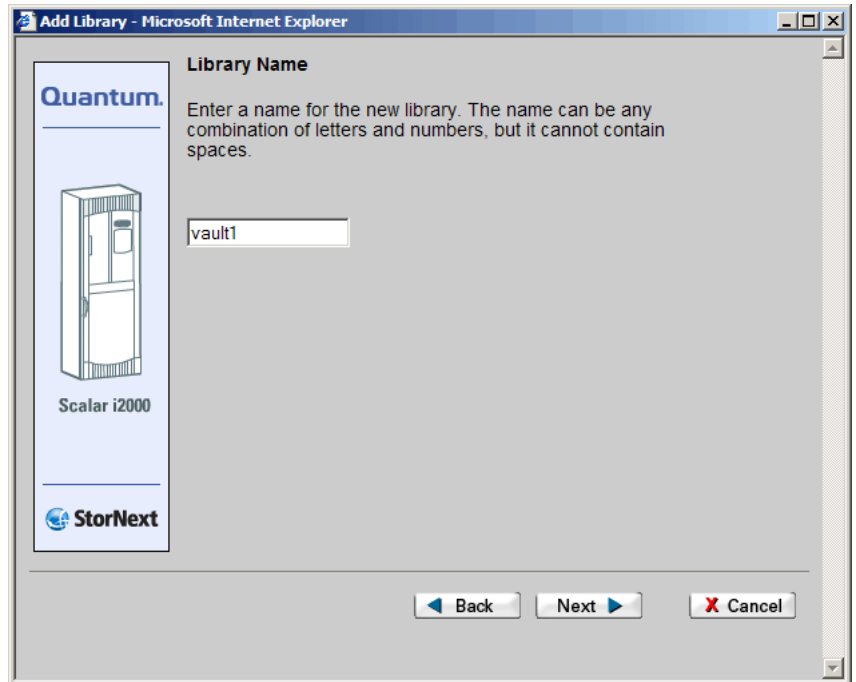 Add Library - Microsoft Internet Explorer
Library Name
Quantum.
Enter a name for the new library. The name can be any
combination of letters and numbers, but it cannot contain
spaces.
vault1
Scalar i2000
StorNext
Back
Next
X Cancel